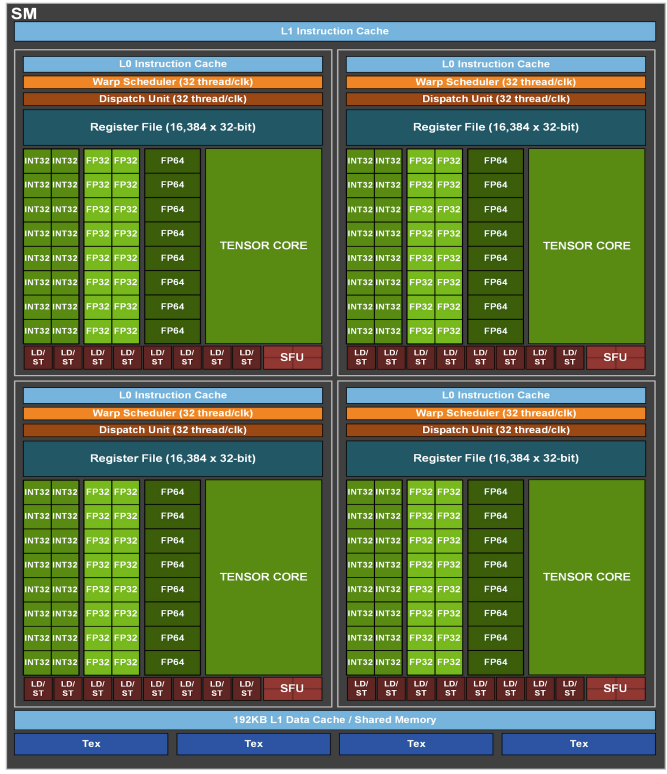 SM
L1 Instruction Cache
L0 Instruction Cache
Warp Scheduler (32 thread/clk)
Dispatch Unit (32 thread/clk)
Register File (16,384 x 32-bit)
INT32 INT32 FP32 FP32 FP64
INT32 INT32 FP32 FP32 FP64
INT32 INT32 FP32 FP32 FP64
INT32 INT32 FP32 FP32 FP64
TENSOR CORE
INT32 INT32 FP32 FP32 FP64
INT32 INT32 FP32 FP32 FP64
INT32 INT32 FP32 FP32 FP64
INT32 INT32 FP32 FP32 FP64
LD/ LD/ LD/ LD/ LD/ LD/ LD/ LD/
ST ST ST ST ST ST ST ST
SFU
L0 Instruction Cache
Warp Scheduler (32 thread/clk)
Dispatch Unit (32 thread/clk)
Register File (16,384 x 32-bit)
INT32 INT32 FP32 FP32 FP64
INT32 INT32 FP32 FP32 FP64
INT32 INT32 FP32 FP32 FP64
INT32 INT32 FP32 FP32 FP64
TENSOR CORE
INT32 INT32 FP32 FP32 FP64
INT32 INT32 FP32 FP32 FP64
INT32 INT32 FP32 FP32 FP64
INT32 INT32 FP32 FP32 FP64
LD/ LD/ LD/ LD/ LD/ LD/ LD/ LD/
ST ST ST ST ST ST ST ST
SFU
L0 Instruction Cache
Warp Scheduler (32 thread/clk)
Dispatch Unit (32 thread/clk)
Register File (16,384 x 32-bit)
INT32 INT32 FP32 FP32 FP64
INT32 INT32 FP32 FP32 FP64
INT32 INT32 FP32 FP32 FP64
INT32 INT32 FP32 FP32 FP64
TENSOR CORE
INT32 INT32 FP32 FP32 FP64
INT32 INT32 FP32 FP32 FP64
INT32 INT32 FP32 FP32 FP64
INT32 INT32 FP32 FP32 FP64
LD/ LD/ LD/ LD/ LD/ LD/ LD/ LD/
ST ST ST ST ST ST ST ST
SFU
L0 Instruction Cache
Warp Scheduler (32 thread/clk)
Dispatch Unit (32 thread/clk)
Register File (16,384 x 32-bit)
INT32 INT32 FP32 FP32 FP64
INT32 INT32 FP32 FP32 FP64
INT32 INT32 FP32 FP32 FP64
INT32 INT32 FP32 FP32 FP64
TENSOR CORE
INT32 INT32 FP32 FP32 FP64
INT32 INT32 FP32 FP32 FP64
INT32 INT32 FP32 FP32 FP64
INT32 INT32 FP32 FP32 FP64
LD/ LD/ LD/ LD/ LD/ LD/ LD/ LD/
ST ST ST ST ST ST ST ST
SFU
192KB L1 Data Cache / Shared Memory
Tex Tex Tex Tex